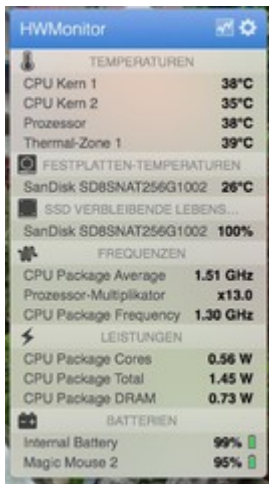 HWMonitor
TEMPERATUREN
CPU Kern 1 38°C
CPU Kern 2 35°C
Prozessor 38°C
Thermal-Zone 1 39°C
FESTPLATTEN-TEMPERATUREN
SanDisk SD8SNAT256G1002 26°C
SSD VERBLEIBENDE LEBENS...
SanDisk SD8SNAT256G1002 100%
FREQUENZEN
CPU Package Average 1.51 GHz
Prozessor-Multiplikator x13.0
CPU Package Frequency 1.30 GHz
LEISTUNGEN
CPU Package Cores 0.56 W
CPU Package Total 1.45 W
CPU Package DRAM 0.73 W
BATTERIEN
Internal Battery 99%
Magic Mouse 2 95%